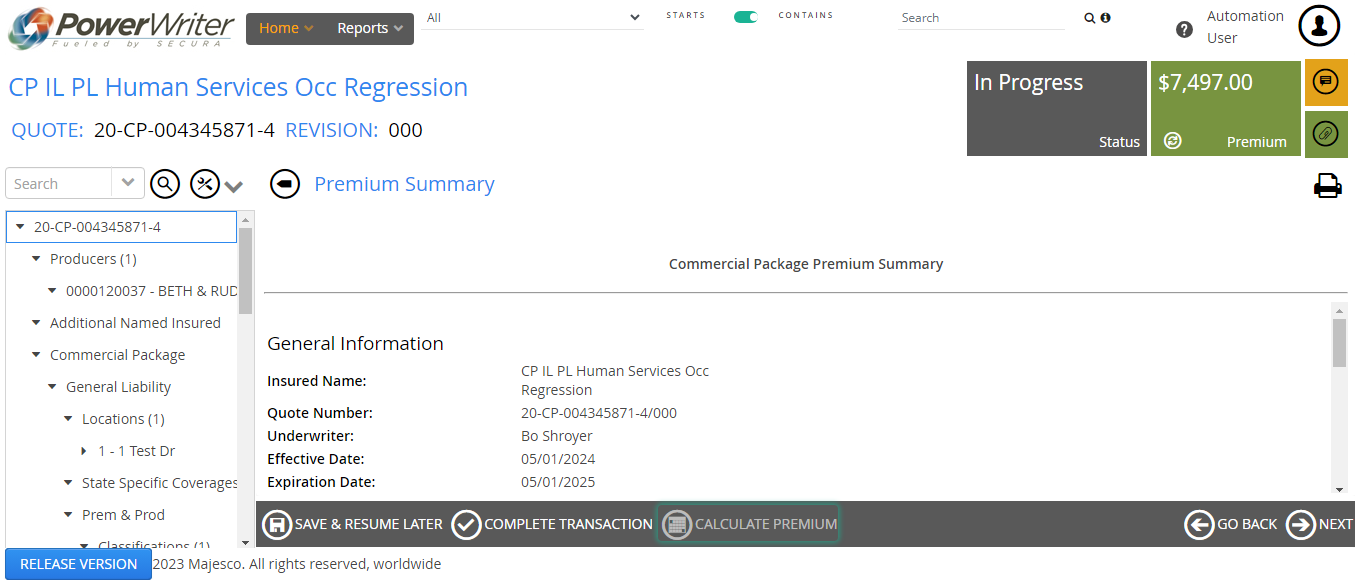 PowerWriter
Fueled by SECURA
Home
Reports
All
STARTS
CONTAINS
Search
Automation
User
CP IL PL Human Services Occ Regression
QUOTE: 20-CP-004345871-4 REVISION: 000
In Progress
Status
$7,497.00
Premium
Search
Premium Summary
20-CP-004345871-4
Producers (1)
0000120037 - BETH & RUD
Additional Named Insured
Commercial Package
General Liability
Locations (1)
1 - 1 Test Dr
State Specific Coverages
Prem & Prod
Classifications (1)
Commercial Package Premium Summary
General Information
Insured Name: CP IL PL Human Services Occ
Regression
Quote Number: 20-CP-004345871-4/000
Underwriter: Bo Shroyer
Effective Date: 05/01/2024
Expiration Date: 05/01/2025
SAVE & RESUME LATER
COMPLETE TRANSACTION
CALCULATE PREMIUM
GO BACK
NEXT
RELEASE VERSION
2023 Majesco. All rights reserved, worldwide